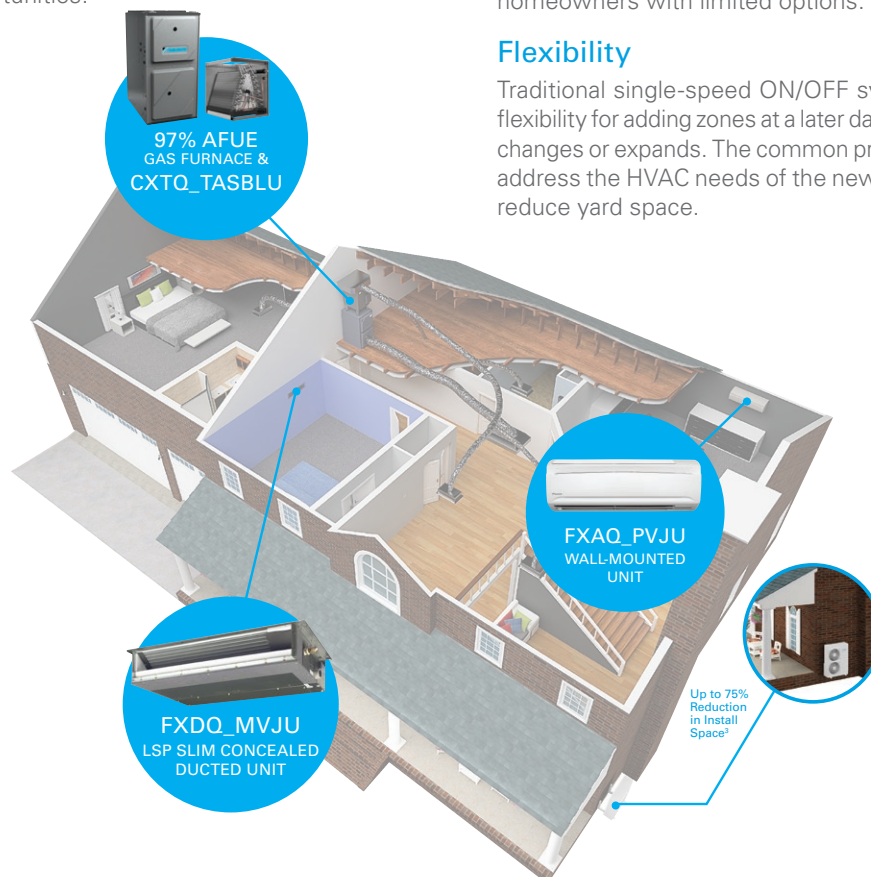 tunities.
homeowners with limited options.
Flexibility
Traditional single-speed ON/OFF sy
flexibility for adding zones at a later da
changes or expands. The common pr
address the HVAC needs of the new
reduce yard space.
97% AFUE
GAS FURNACE &
CXTQ_TASBLU
FXAQ_PVJU
WALL-MOUNTED
UNIT
FXDQ_MVJU
LSP SLIM CONCEALED
DUCTED UNIT
Up to 75%
Reduction
in Install
Space³